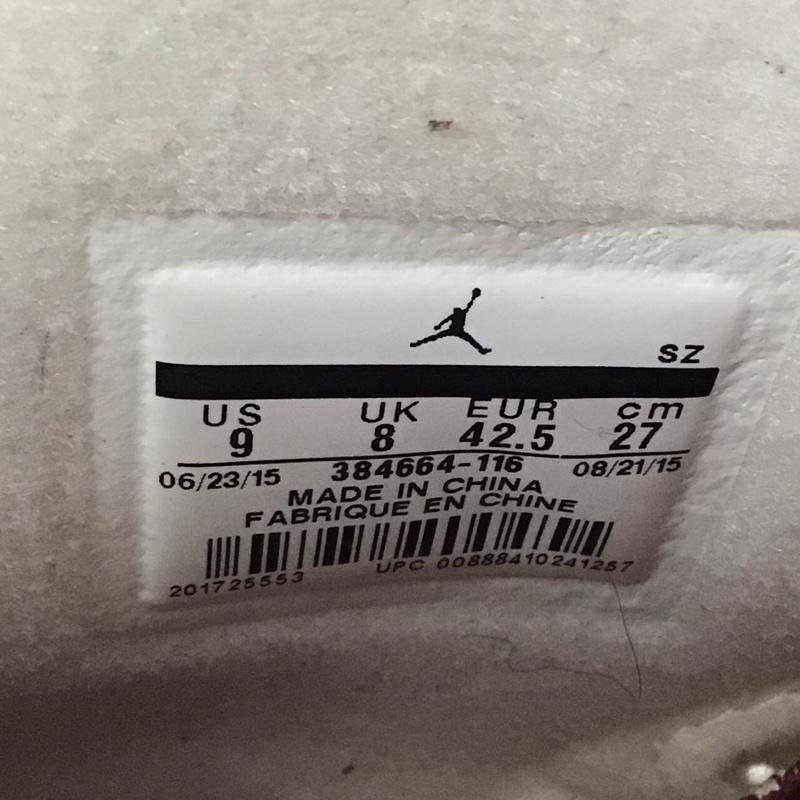 SZ
US UK EUR cm
9 8 42.5 27
06/23/15 384664-116 08/21/15
MADE IN CHINA
FABRIQUE EN CHINE
201725553 UPC 00888410241257